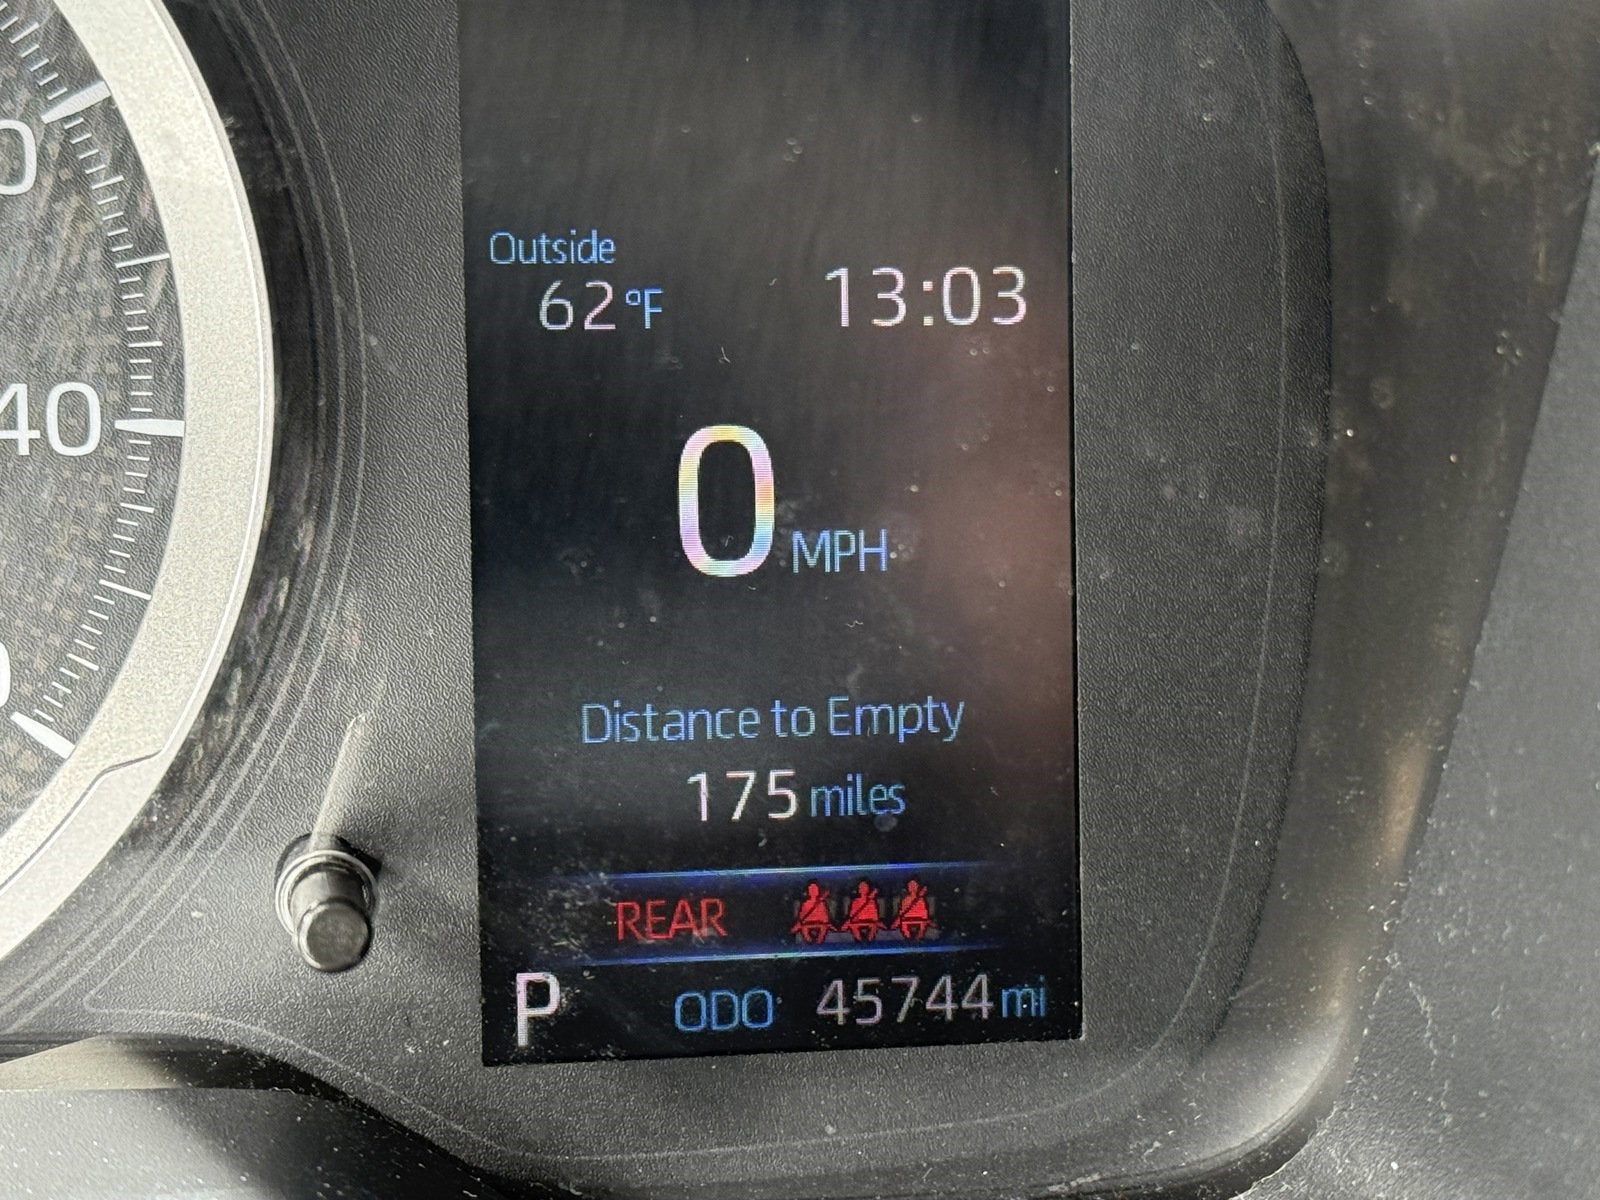 Outside
62°F 13:03
40
0 MPH
Distance to Empty
175 miles
REAR
P ODO 45744 mi